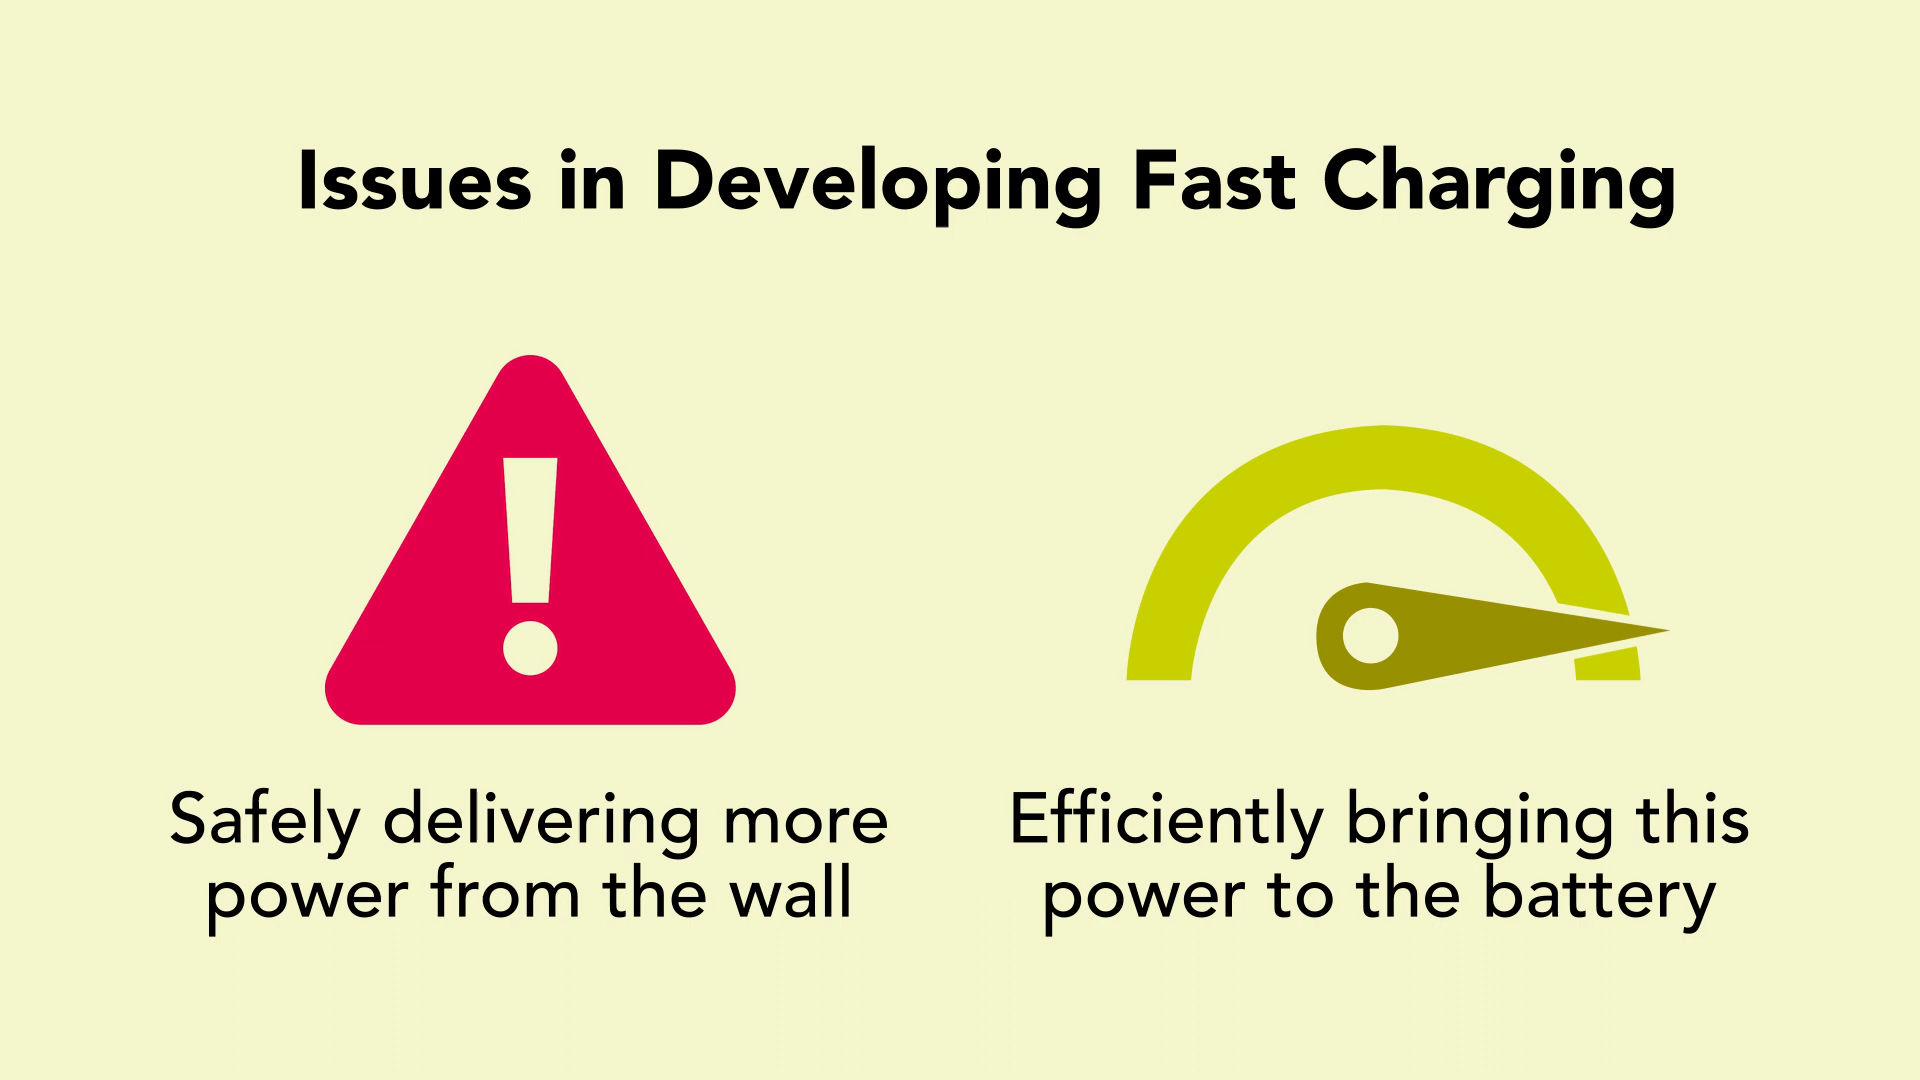 Issues in Developing Fast Charging
Safely delivering more
power from the wall
Efficiently bringing this
power to the battery